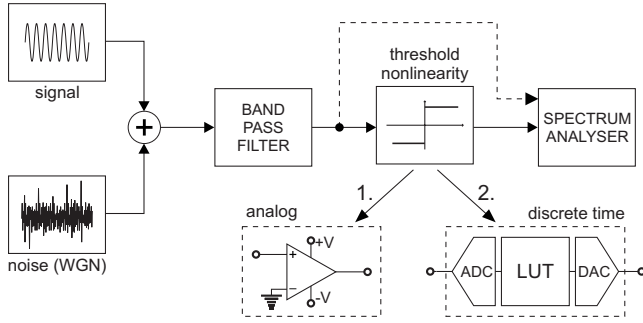 signal
noise (WGN)
+
BAND
PASS
FILTER
threshold
nonlinearity
SPECTRUM
ANALYSER
1.
2.
analog
+
−
+V
-V
discrete time
ADC
LUT
DAC